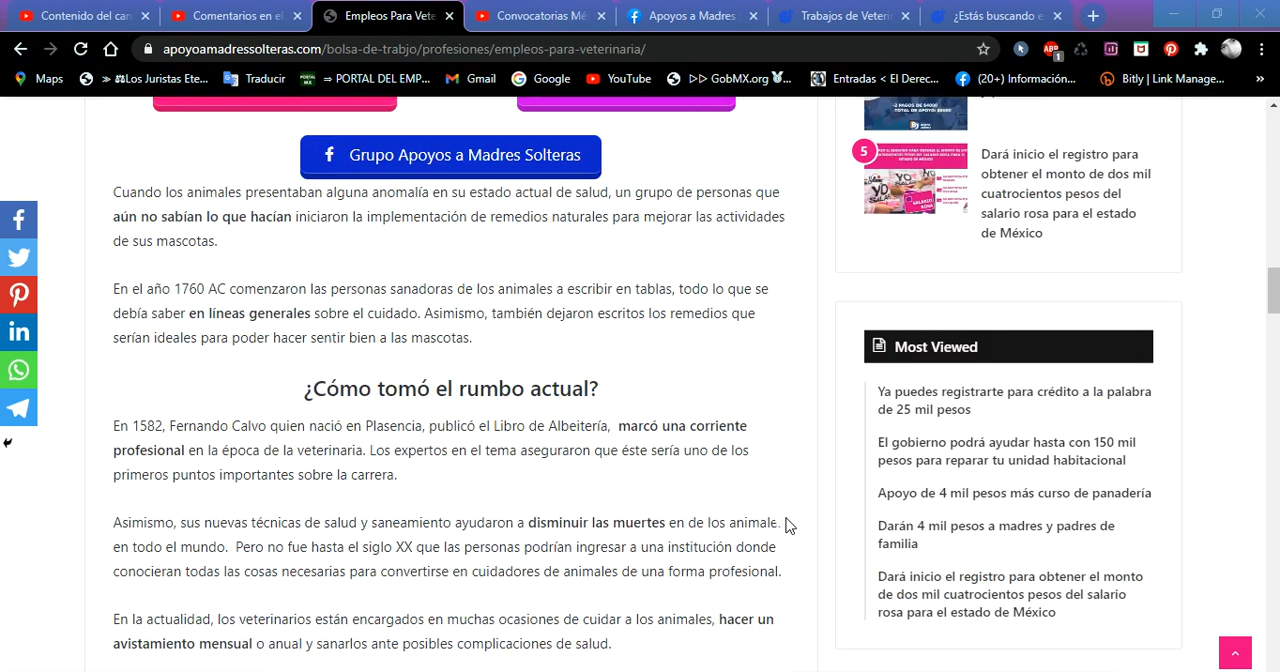 Contenido del can
Comentarios en el
Empleos Para Vete
Convocatorias Mé
Apoyos a Madres
Trabajos de Veteri
¿Estás buscando e
apoyoamadressolteras.com/bolsa-de-trabjo/profesiones/empleos-para-veterinaria/
ABP
1
Maps
» ⚖Los Juristas Ete...
Traducir
⇒ PORTAL DEL EMP...
Gmail
Google
YouTube
▷▷ GobMX.org
Entradas < El Derec...
(20+) Información...
Bitly | Link Manage...
»
Grupo Apoyos a Madres Solteras
Cuando los animales presentaban alguna anomalía en su estado actual de salud, un grupo de personas que
aún no sabían lo que hacían iniciaron la implementación de remedios naturales para mejorar las actividades
de sus mascotas.
En el año 1760 AC comenzaron las personas sanadoras de los animales a escribir en tablas, todo lo que se
debía saber en líneas generales sobre el cuidado. Asimismo, también dejaron escritos los remedios que
serían ideales para poder hacer sentir bien a las mascotas.
¿Cómo tomó el rumbo actual?
En 1582, Fernando Calvo quien nació en Plasencia, publicó el Libro de Albeitería, marcó una corriente
profesional en la época de la veterinaria. Los expertos en el tema aseguraron que éste sería uno de los
primeros puntos importantes sobre la carrera.
Asimismo, sus nuevas técnicas de salud y saneamiento ayudaron a disminuir las muertes en de los animales
en todo el mundo. Pero no fue hasta el siglo XX que las personas podrían ingresar a una institución donde
conocieran todas las cosas necesarias para convertirse en cuidadores de animales de una forma profesional.
En la actualidad, los veterinarios están encargados en muchas ocasiones de cuidar a los animales, hacer un
avistamiento mensual o anual y sanarlos ante posibles complicaciones de salud.
5
Dará inicio el registro para
obtener el monto de dos mil
cuatrocientos pesos del
salario rosa para el estado
de México
Most Viewed
Ya puedes registrarte para crédito a la palabra
de 25 mil pesos
El gobierno podrá ayudar hasta con 150 mil
pesos para reparar tu unidad habitacional
Apoyo de 4 mil pesos más curso de panadería
Darán 4 mil pesos a madres y padres de
familia
Dará inicio el registro para obtener el monto
de dos mil cuatrocientos pesos del salario
rosa para el estado de México